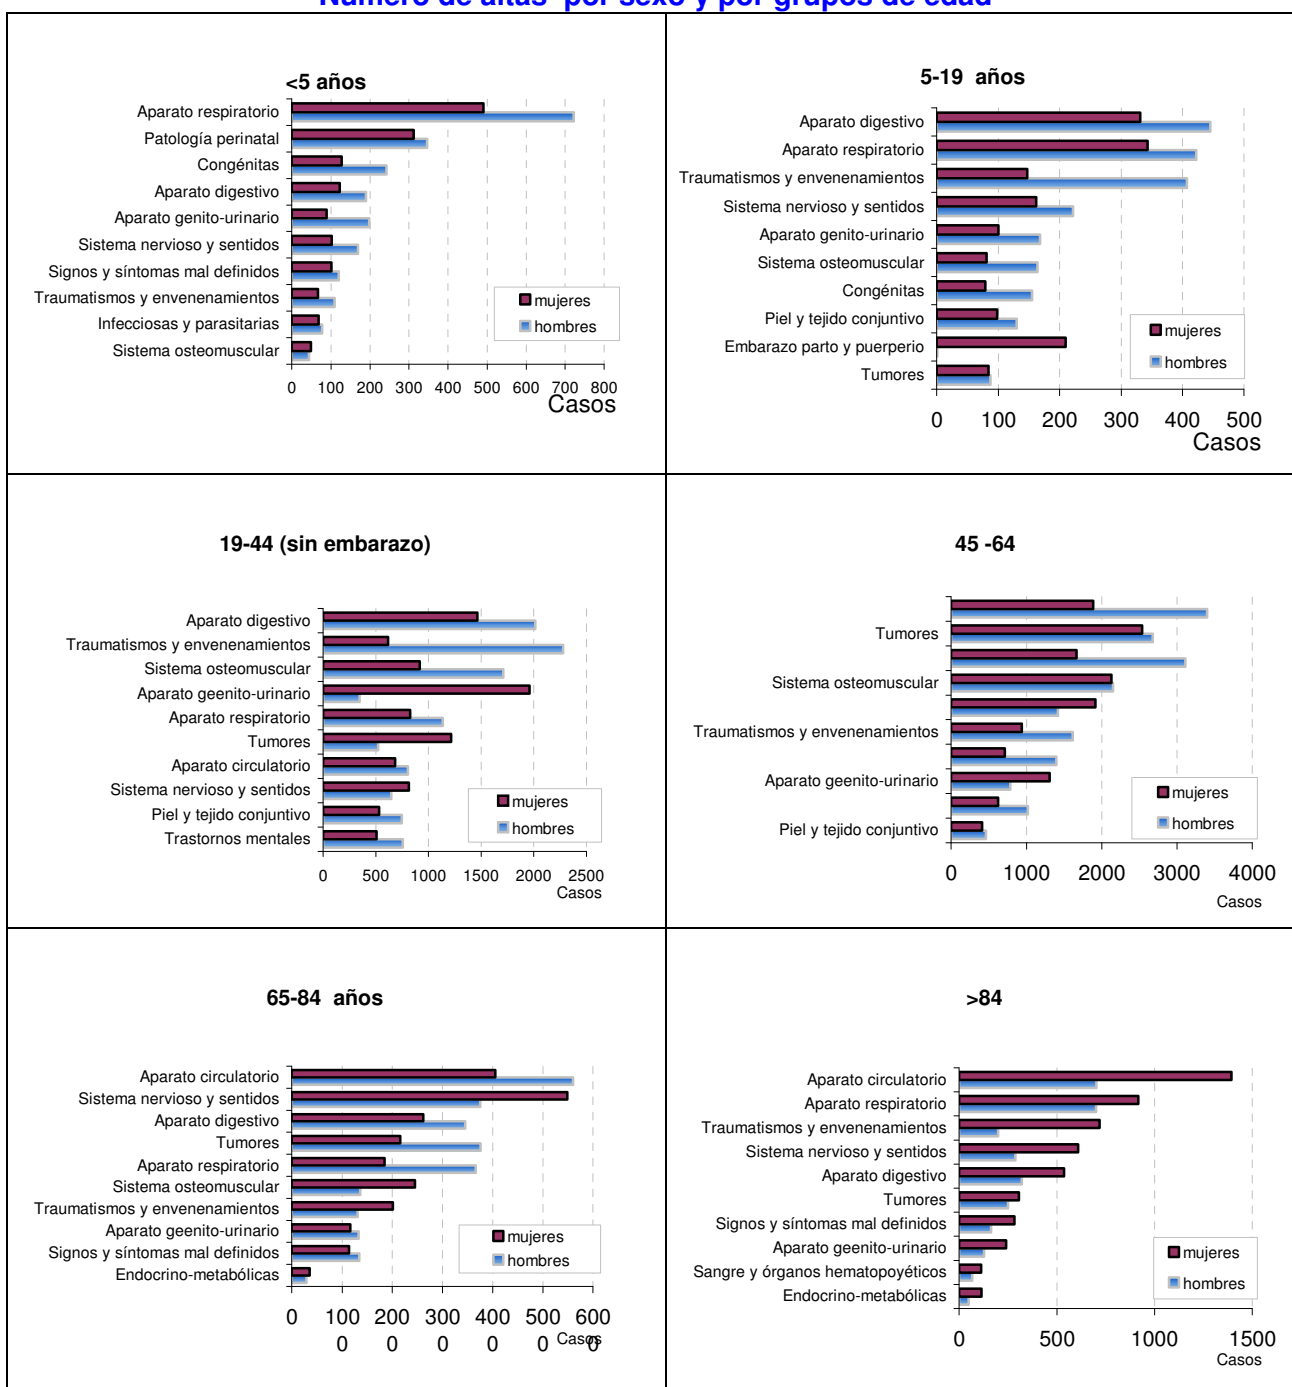 Número de altas por sexo y por grupos de edad
<5 años
Aparato respiratorio
Patología perinatal
Congénitas
Aparato digestivo
Aparato genito-urinario
Sistema nervioso y sentidos
Signos y síntomas mal definidos
Traumatismos y envenenamientos
Infecciosas y parasitarias
Sistema osteomuscular
mujeres
hombres
0 100 200 300 400 500 600 700 800
Casos
5-19 años
Aparato digestivo
Aparato respiratorio
Traumatismos y envenenamientos
Sistema nervioso y sentidos
Aparato genito-urinario
Sistema osteomuscular
Congénitas
Piel y tejido conjuntivo
Embarazo parto y puerperio
Tumores
mujeres
hombres
0 100 200 300 400 500
Casos
19-44 (sin embarazo)
Aparato digestivo
Traumatismos y envenenamientos
Sistema osteomuscular
Aparato geenito-urinario
Aparato respiratorio
Tumores
Aparato circulatorio
Sistema nervioso y sentidos
Piel y tejido conjuntivo
Trastornos mentales
mujeres
hombres
0 500 1000 1500 2000 2500
Casos
45 -64
Tumores
Sistema osteomuscular
Traumatismos y envenenamientos
Aparato geenito-urinario
Piel y tejido conjuntivo
mujeres
hombres
0 1000 2000 3000 4000
Casos
65-84 años
Aparato circulatorio
Sistema nervioso y sentidos
Aparato digestivo
Tumores
Aparato respiratorio
Sistema osteomuscular
Traumatismos y envenenamientos
Aparato geenito-urinario
Signos y síntomas mal definidos
Endocrino-metabólicas
mujeres
hombres
0 100 200 300 400 500 600
0 0 0 0 0 0
Casos
>84
Aparato circulatorio
Aparato respiratorio
Traumatismos y envenenamientos
Sistema nervioso y sentidos
Aparato digestivo
Tumores
Signos y síntomas mal definidos
Aparato geenito-urinario
Sangre y órganos hematopoyéticos
Endocrino-metabólicas
mujeres
hombres
0 500 1000 1500
Casos